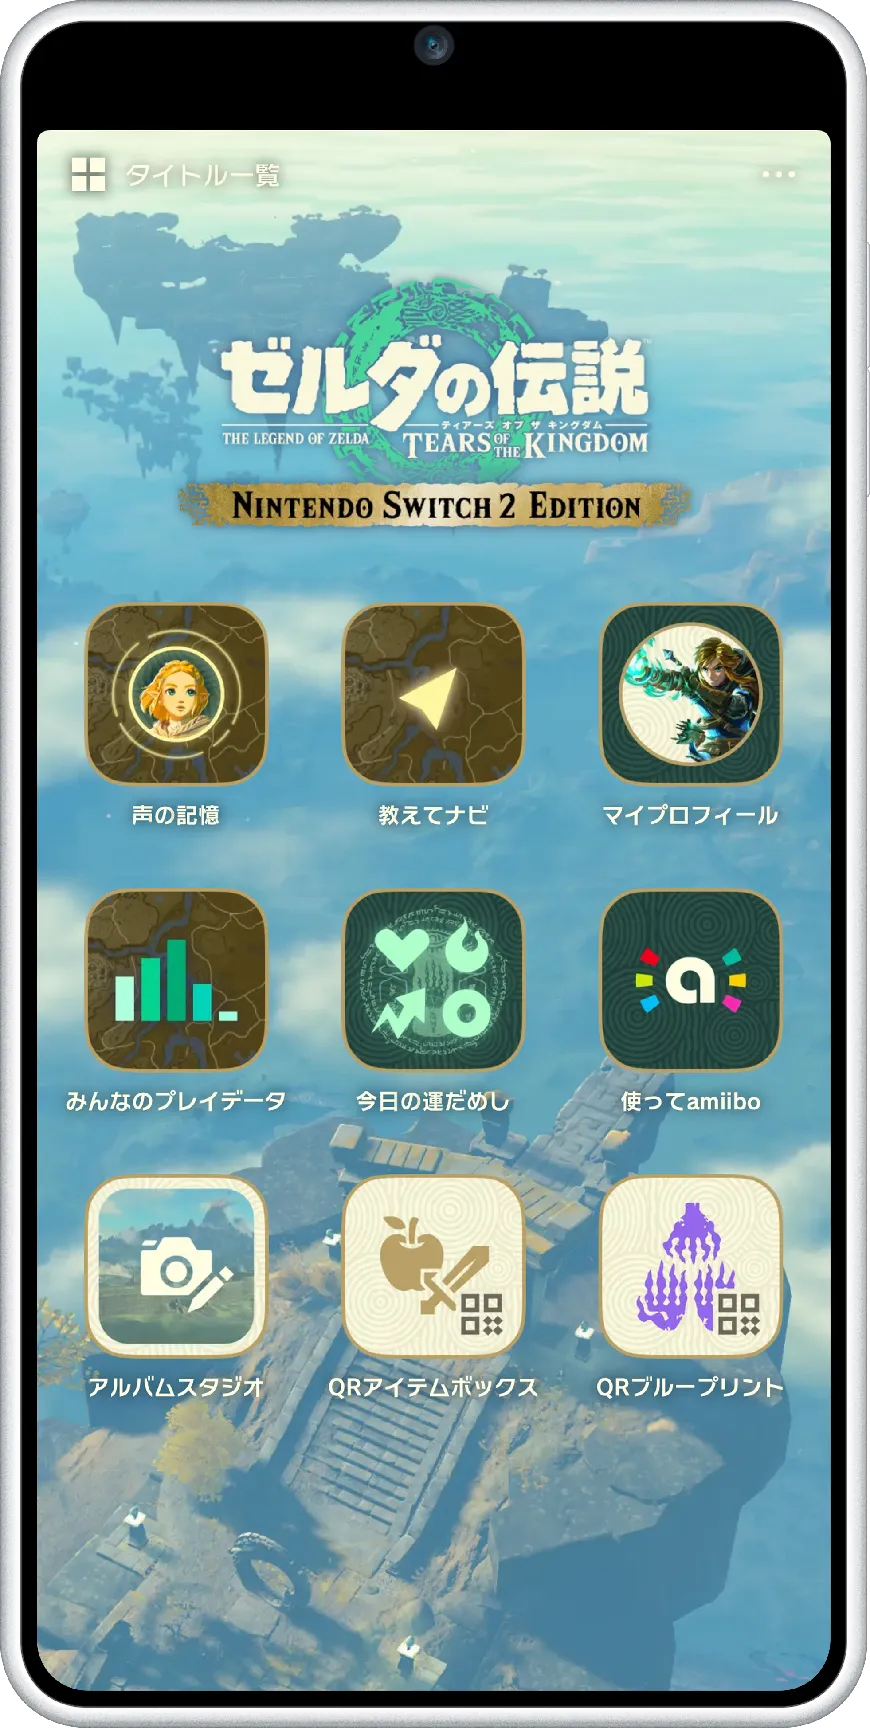 タイトル一覧
ゼルダの伝説
ティアーズ オブ ザ キングダム
THE LEGEND OF ZELDA TEARS OF THE KINGDOM
NINTENDO SWITCH 2 EDITION
声の記憶
教えてナビ
マイプロフィール
みんなのプレイデータ
今日の運だめし
使ってamiibo
アルバムスタジオ
QRアイテムボックス
QRブループリント